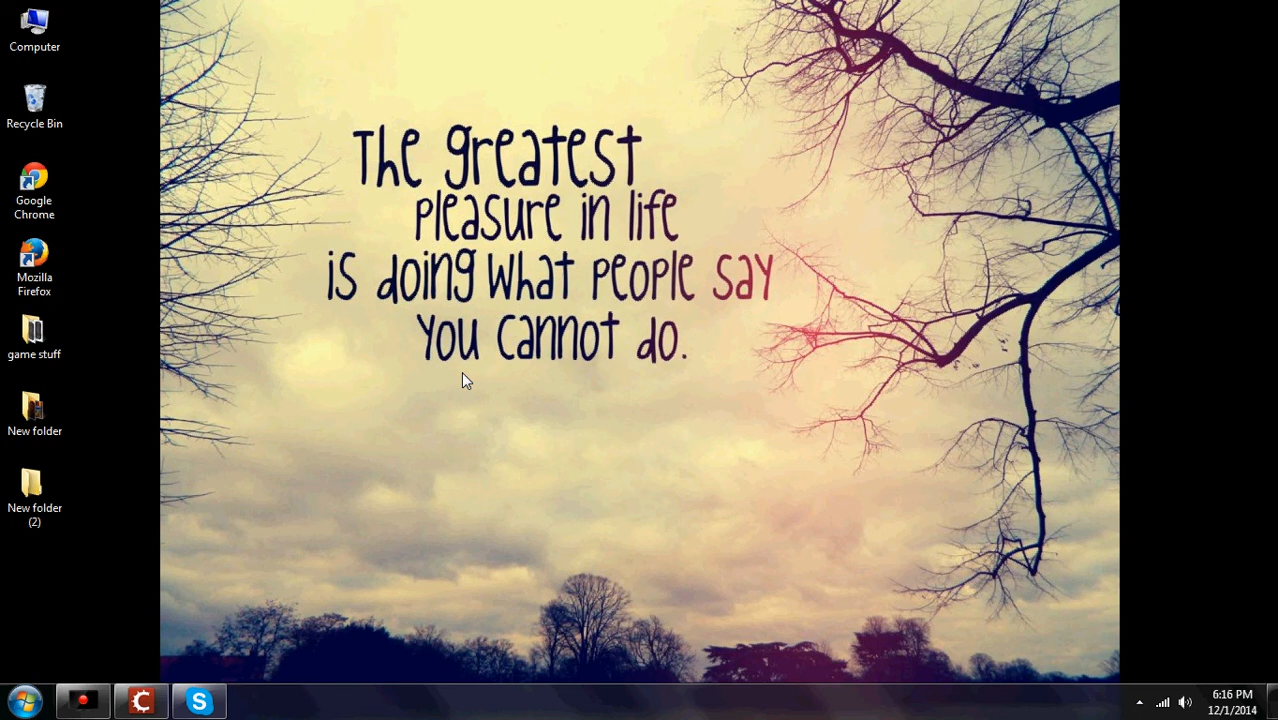 Computer
Recycle Bin
Google
Chrome
Mozilla
Firefox
game stuff
New folder
New folder
(2)
The greatest
pleasure in life
is doing what people say
you cannot do.
6:16 PM
12/1/2014